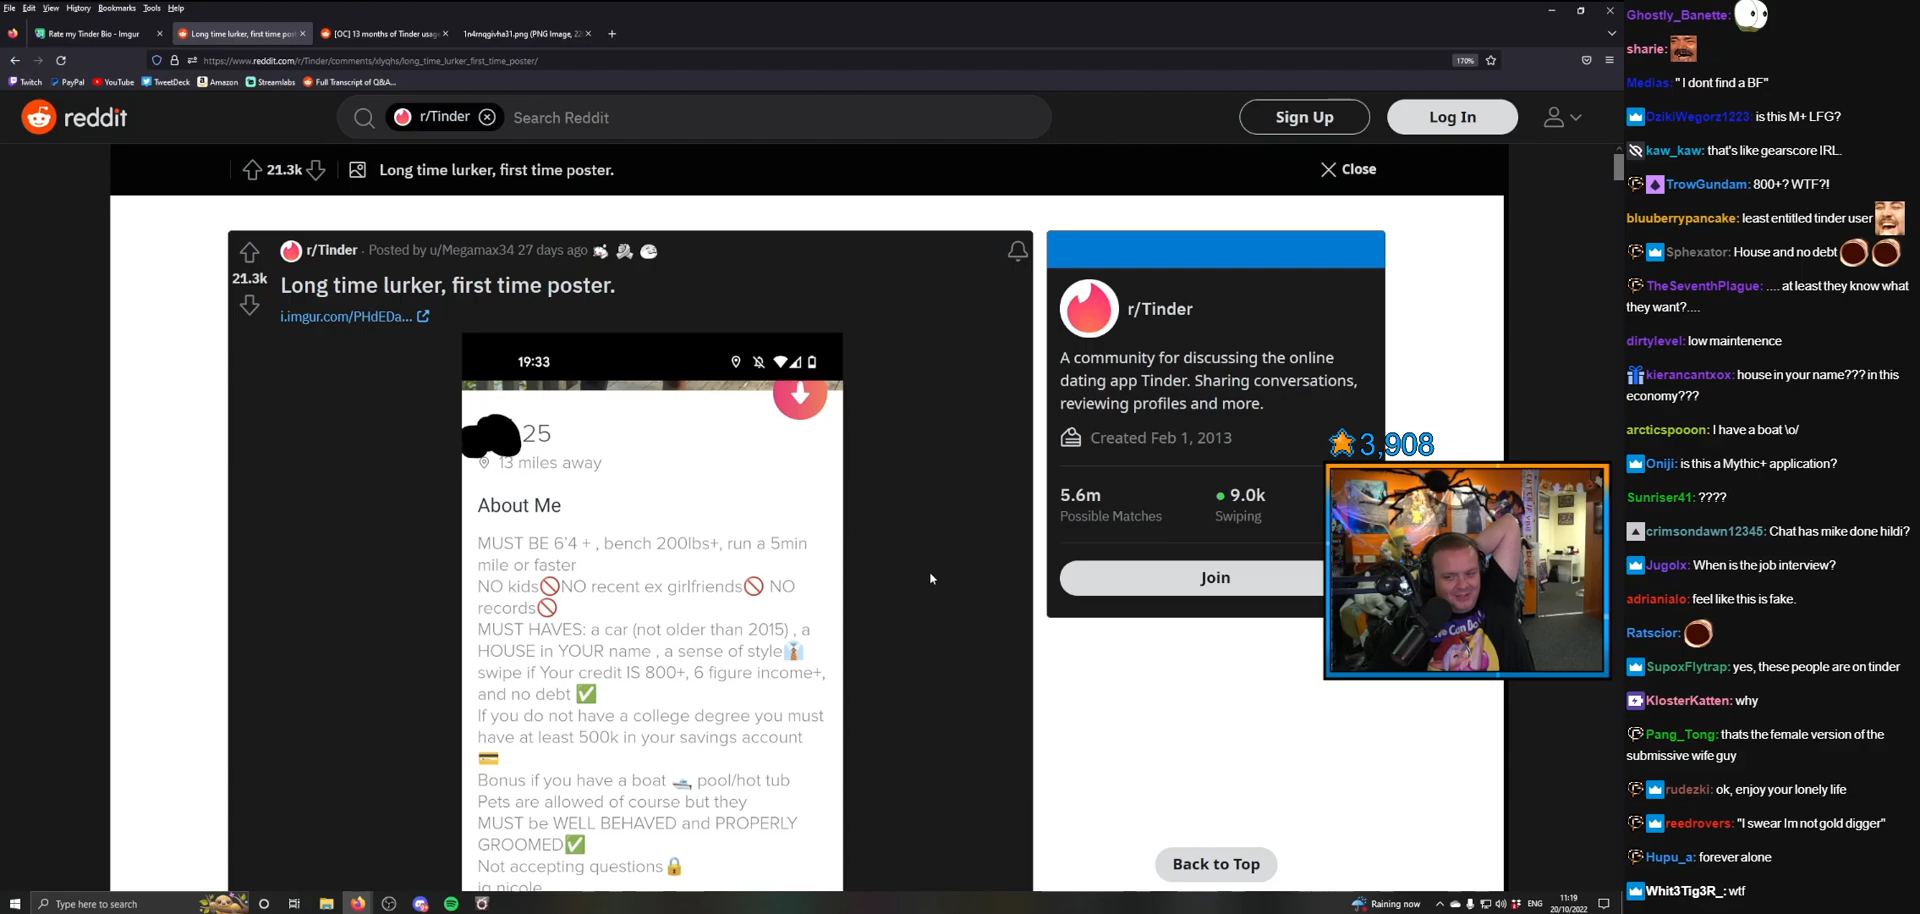 File Edit View History Bookmarks Tools Help
Rate my Tinder Bio - Imgur
Long time lurker, first time post
[OC] 13 months of Tinder usag
1n4rnqgivha31.png (PNG Image, 22
https://www.reddit.com/r/Tinder/comments/xlyqhs/long_time_lurker_first_time_poster/
170%
Twitch PayPal YouTube TweetDeck Amazon Streamlabs Full Transcript of Q&A...
reddit
r/Tinder
Search Reddit
Sign Up
Log In
21.3k
Long time lurker, first time poster.
Close
r/Tinder · Posted by u/Megamax34 27 days ago
21.3k
Long time lurker, first time poster.
i.imgur.com/PHdEDa...
19:33
25
13 miles away
About Me
MUST BE 6'4 + , bench 200lbs+, run a 5min
mile or faster
NO kids🚫NO recent ex girlfriends🚫 NO
records🚫
MUST HAVES: a car (not older than 2015) , a
HOUSE in YOUR name , a sense of style👔
swipe if Your credit IS 800+, 6 figure income+,
and no debt ✅
If you do not have a college degree you must
have at least 500k in your savings account
💳
Bonus if you have a boat 🛥 pool/hot tub
Pets are allowed of course but they
MUST be WELL BEHAVED and PROPERLY
GROOMED✅
Not accepting questions🔒
ig nicole
r/Tinder
A community for discussing the online
dating app Tinder. Sharing conversations,
reviewing profiles and more.
Created Feb 1, 2013
5.6m
Possible Matches
9.0k
Swiping
Join
Back to Top
3,908
Ghostly_Banette:
sharie:
Medias: " I dont find a BF"
DzikiWegorz1223: is this M+ LFG?
kaw_kaw: that's like gearscore IRL.
TrowGundam: 800+? WTF?!
bluuberrypancake: least entitled tinder user
Sphexator: House and no debt
TheSeventhPlague: .... at least they know what
they want?....
dirtylevel: low maintenence
kierancantxox: house in your name??? in this
economy???
arcticspooon: I have a boat \o/
Oniji: is this a Mythic+ application?
Sunriser41: ????
crimsondawn12345: Chat has mike done hildi?
Jugolx: When is the job interview?
adrianialo: feel like this is fake.
Ratscior:
SupoxFlytrap: yes, these people are on tinder
KlosterKatten: why
Pang_Tong: thats the female version of the
submissive wife guy
rudezki: ok, enjoy your lonely life
reedrovers: "I swear Im not gold digger"
Hupu_a: forever alone
Whit3Tig3R_: wtf
Type here to search
Raining now
ENG
11:19
20/10/2022